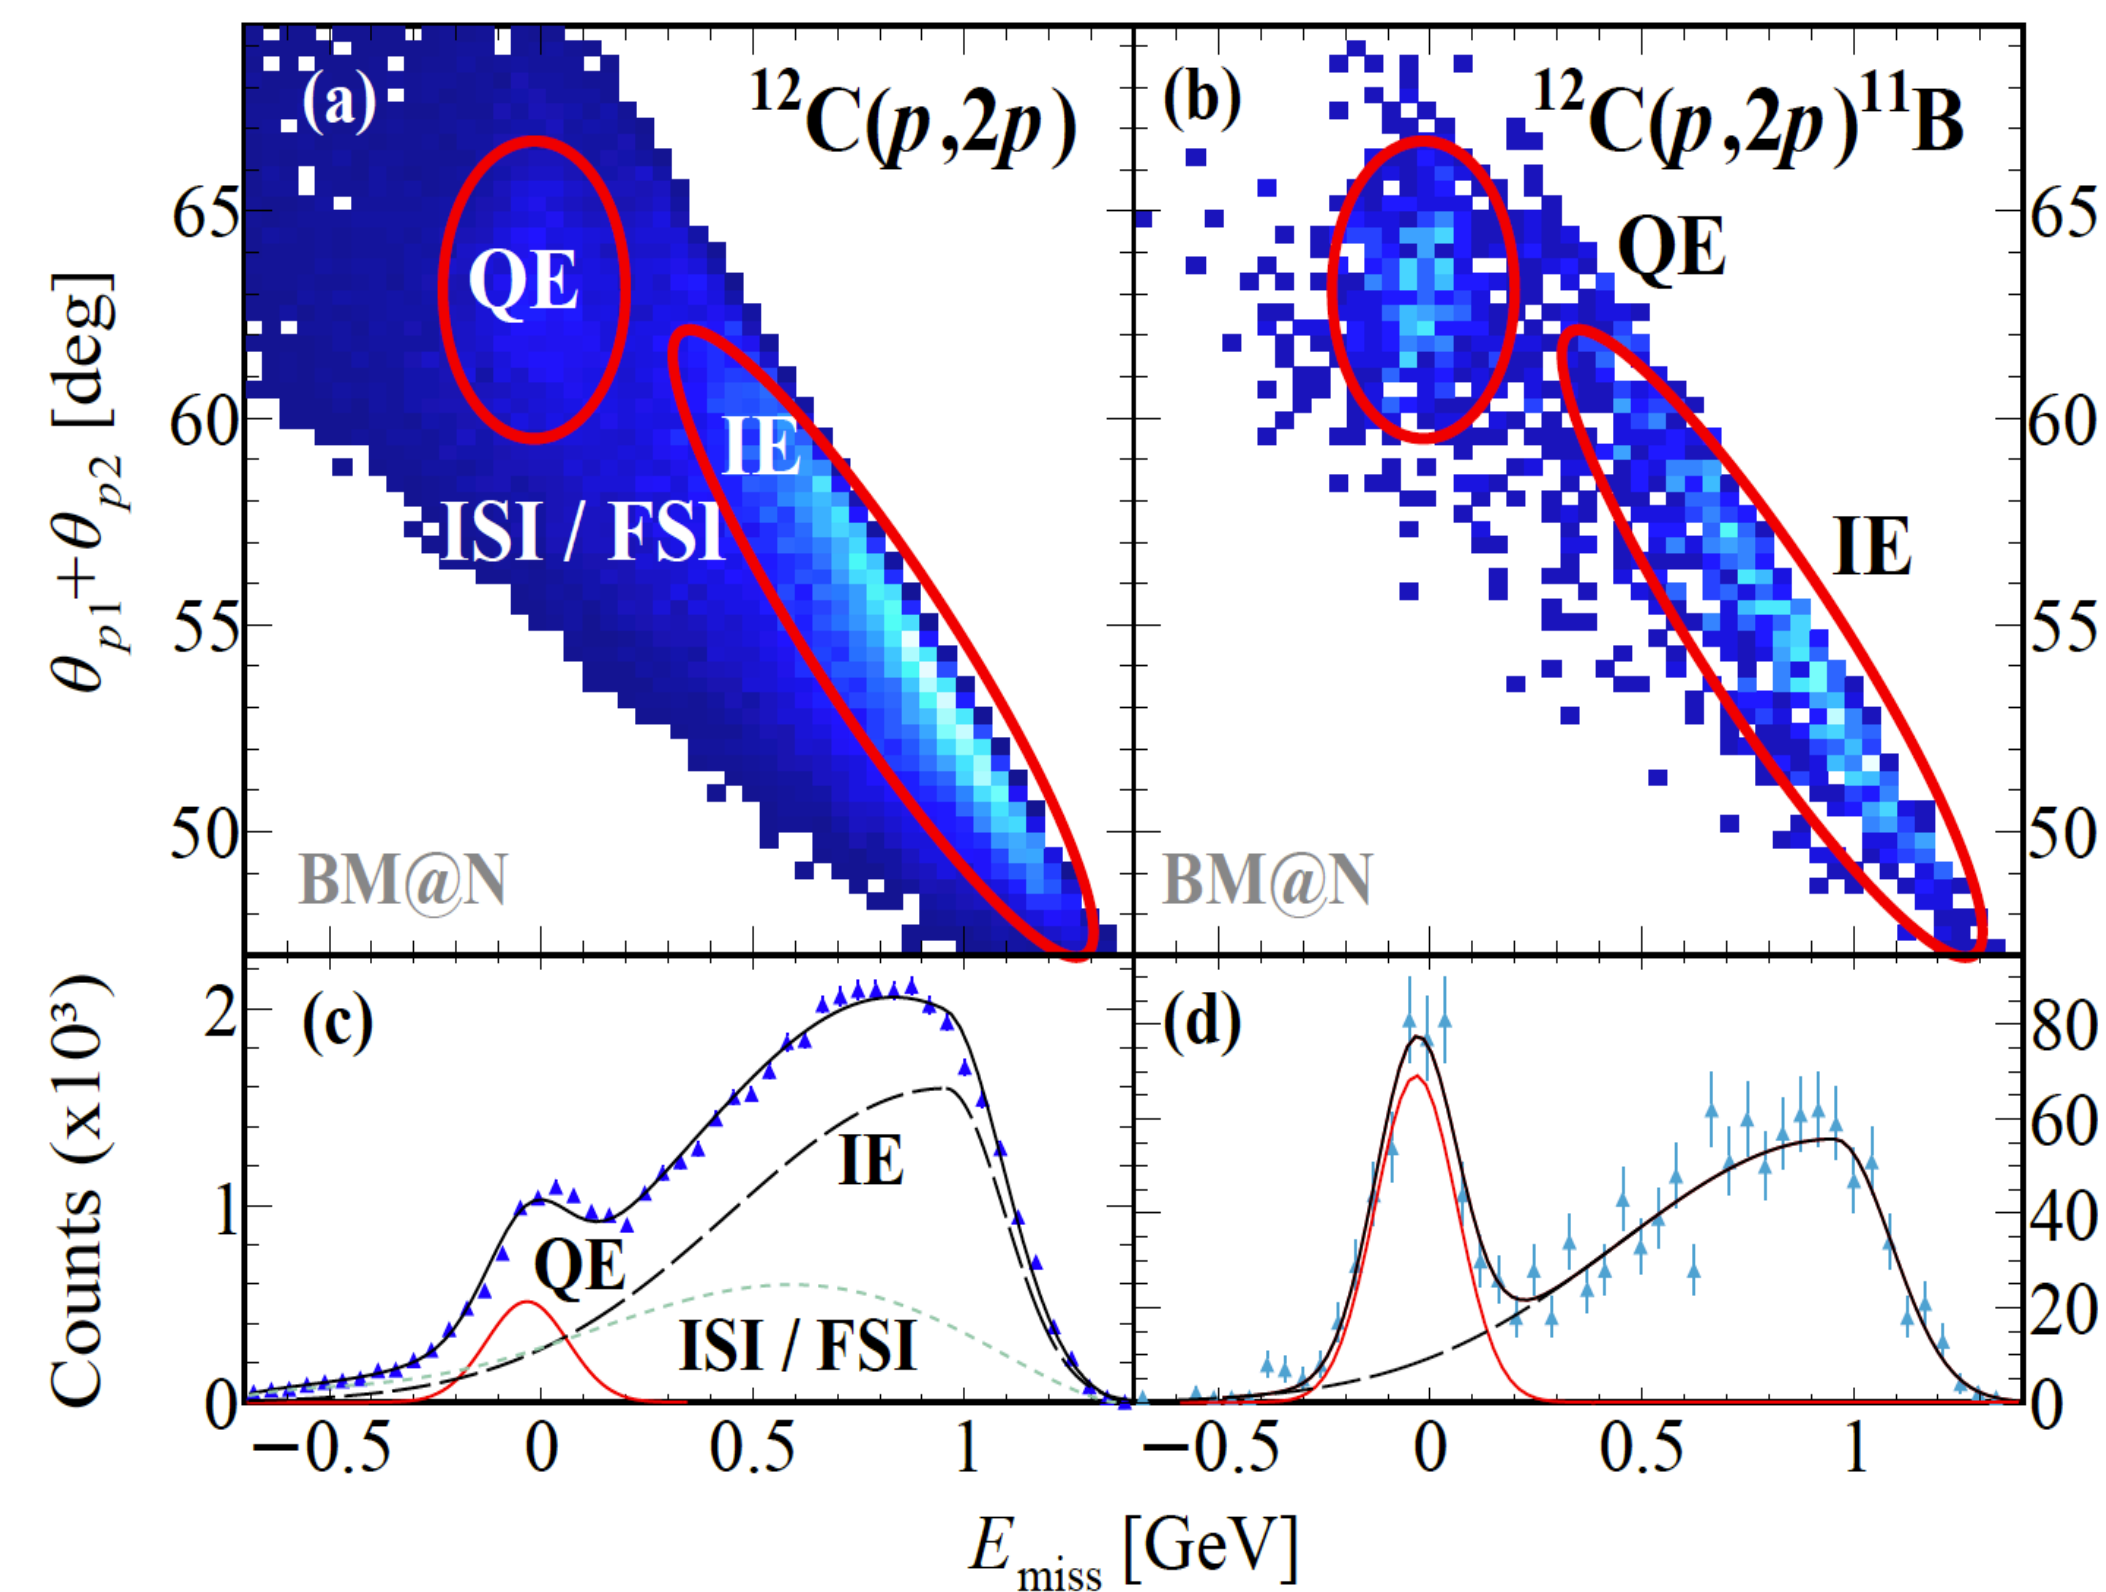 (a) ¹²C(p,2p)
QE
IE
ISI / FSI
BM@N
65
60
55
50
θp1+θp2 [deg]
(b) ¹²C(p,2p)¹¹B
QE
IE
BM@N
65
60
55
50
(c)
QE
IE
ISI / FSI
2
1
0
Counts (x10³)
(d)
80
60
40
20
0
−0.5 0 0.5 1
−0.5 0 0.5 1
Emiss [GeV]